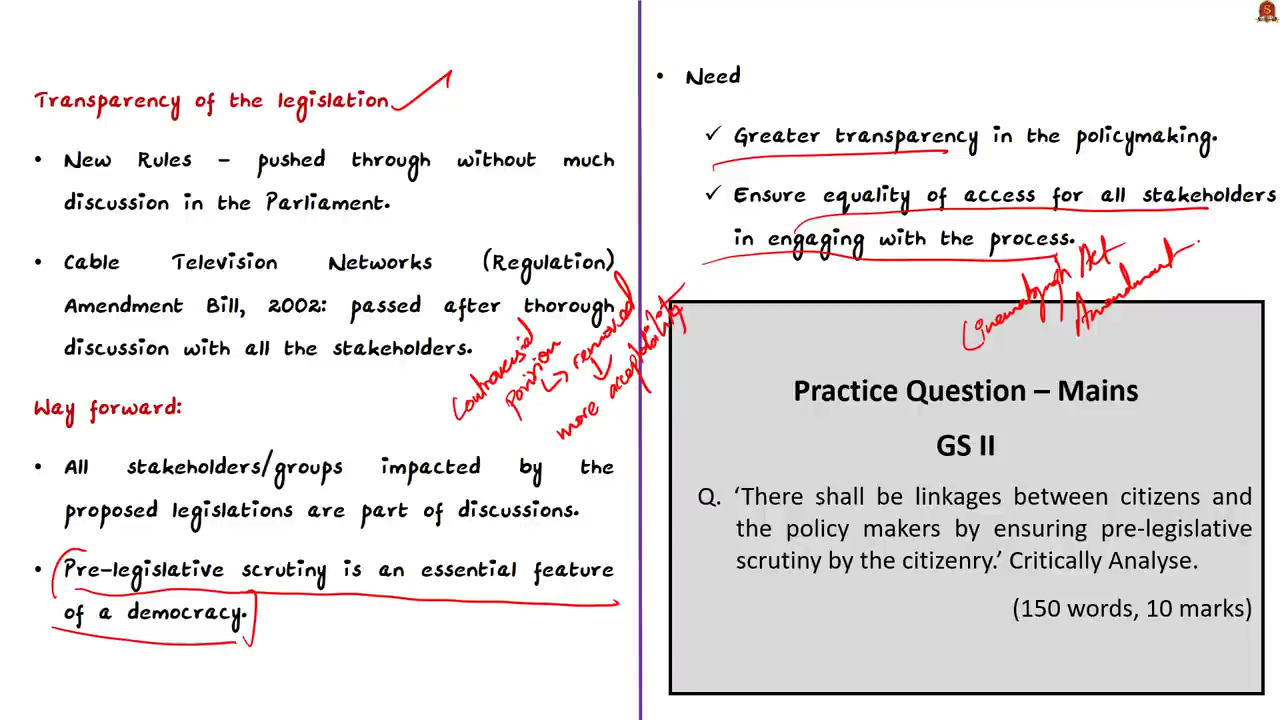 Transparency of the legislation
• New Rules – pushed through without much
discussion in the Parliament.
• Cable Television Networks (Regulation)
Amendment Bill, 2002: passed after thorough
discussion with all the stakeholders.
Controversial
provision
↳ removed
↓
more acceptability
Way forward:
• All stakeholders/groups impacted by the
proposed legislations are part of discussions.
• Pre-legislative scrutiny is an essential feature
of a democracy.
• Need
✓ Greater transparency in the policymaking.
✓ Ensure equality of access for all stakeholders
in engaging with the process.
Act
Amendment
Practice Question – Mains
GS II
Q. ‘There shall be linkages between citizens and
the policy makers by ensuring pre-legislative
scrutiny by the citizenry.’ Critically Analyse.
(150 words, 10 marks)